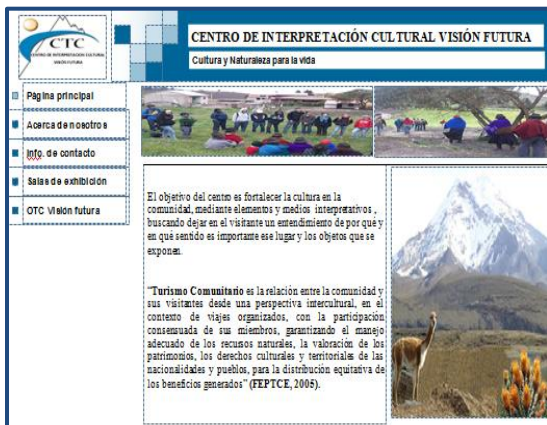 CTC
CENTRO DE INTERPRETACIÓN CULTURAL
VISIÓN FUTURA
CENTRO DE INTERPRETACIÓN CULTURAL VISIÓN FUTURA
Cultura y Naturaleza para la vida
Página principal
Acerca de nosotros
Info. de contacto
Salas de exhibición
OTC Visión futura
El objetivo del centro es fortalecer la cultura en la
comunidad, mediante elementos y medios interpretativos ,
buscando dejar en el visitante un entendimiento de por qué y
en qué sentido es importante ese lugar y los objetos que se
exponen.
"Turismo Comunitario es la relación entre la comunidad y
sus visitantes desde una perspectiva intercultural, en el
contexto de viajes organizados, con la participación
consensuada de sus miembros, garantizando el manejo
adecuado de los recursos naturales, la valoración de los
patrimonios, los derechos culturales y territoriales de las
nacionalidades y pueblos, para la distribución equitativa de
los beneficios generados" (FEPTCE, 2005).